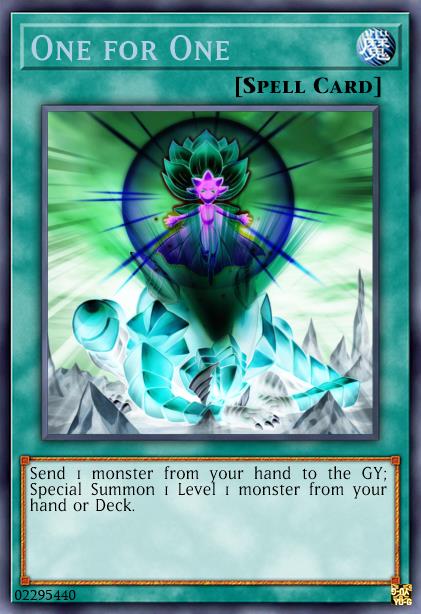 One for One
魔
[Spell Card]
Send 1 monster from your hand to the GY;
Special Summon 1 Level 1 monster from your
hand or Deck.
02295440